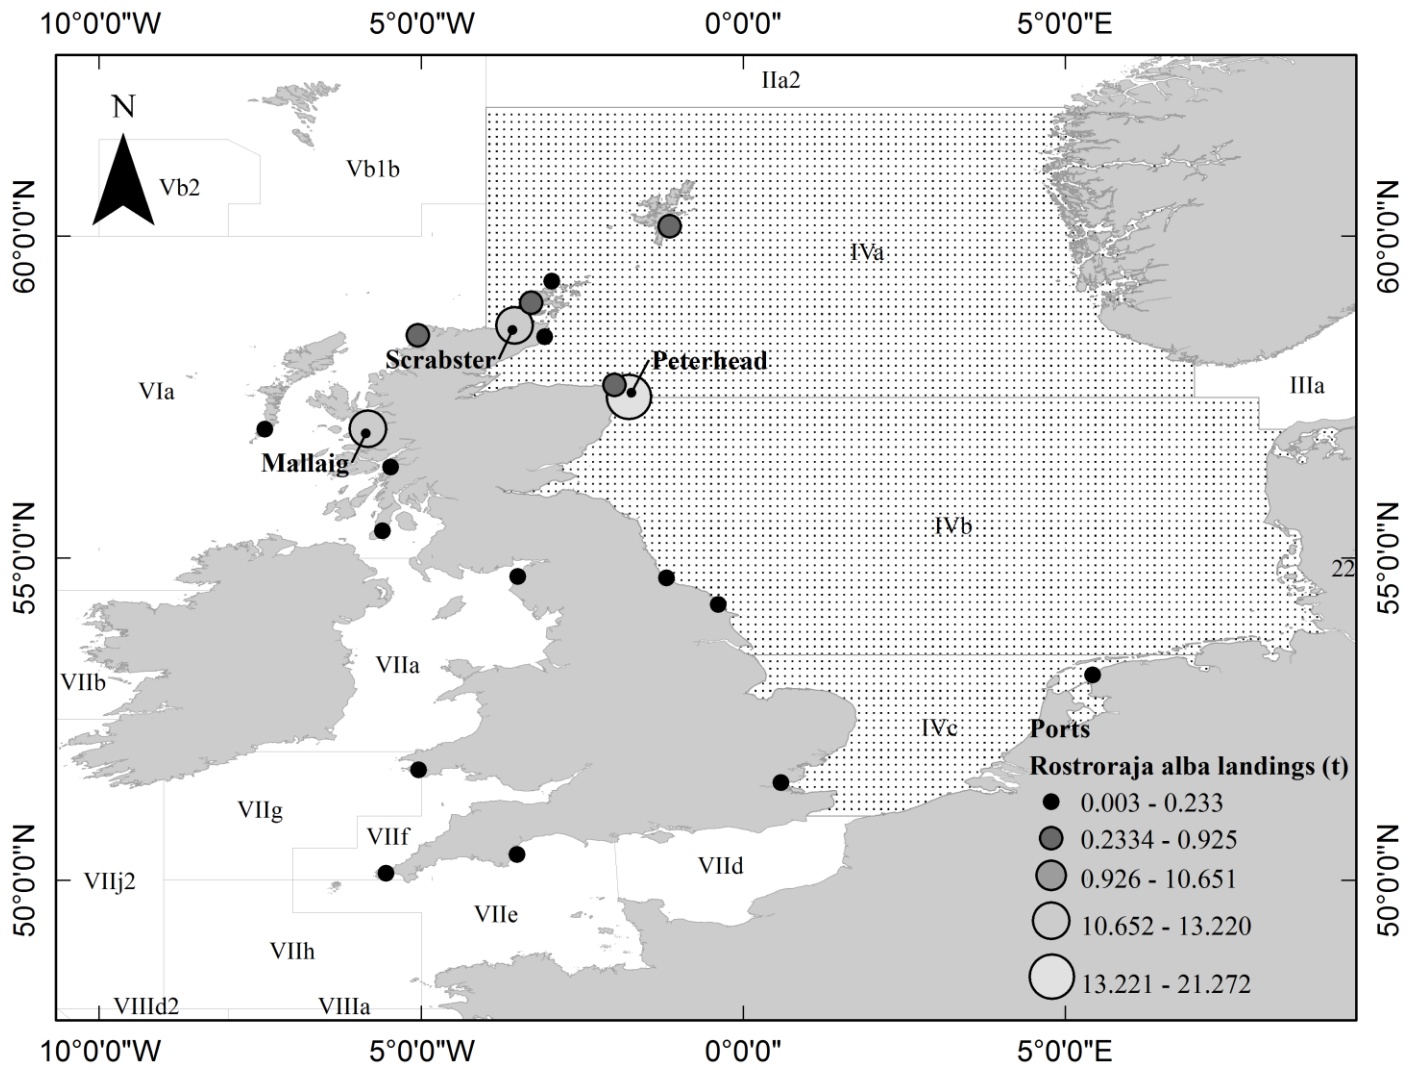 10°0'0"W 5°0'0"W 0°0'0" 5°0'0"E
IIa2
N
Vb1b
Vb2
60°0'0"N 60°0'0"N
IVa
Scrabster
Peterhead
VIa
IIIa
Mallaig
IVb
55°0'0"N 55°0'0"N
22
VIIa
VIIb
IVc
Ports
Rostroraja alba landings (t)
0.003 - 0.233
0.2334 - 0.925
0.926 - 10.651
10.652 - 13.220
13.221 - 21.272
VIIg
VIIf
VIId
VIIj2
50°0'0"N 50°0'0"N
VIIe
VIIh
VIIId2 VIIIa
10°0'0"W 5°0'0"W 0°0'0" 5°0'0"E